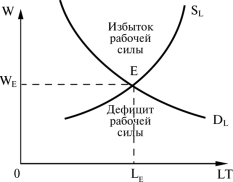 W
S_L
Избыток
рабочей
силы
E
W_E
Дефицит
рабочей
силы
D_L
0
L_E
LT